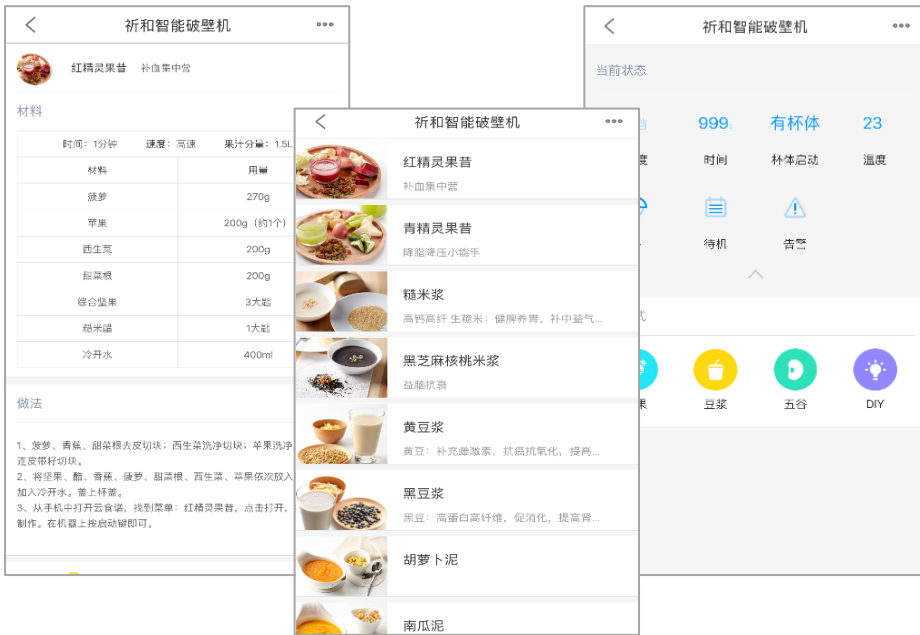 祈和智能破壁机
红精灵果昔 补血集中营
材料
时间：1分钟 速度：高速 果汁分量：1.5L
材料 用量
菠萝 270g
苹果 200g（约1个）
西生菜 200g
甜菜根 200g
综合坚果 3大匙
糙米醋 1大匙
冷开水 400ml
做法
1、菠萝、香蕉、甜菜根去皮切块；西生菜洗净切块；苹果洗净
连皮带籽切块。
2、将坚果、醋、香蕉、菠萝、甜菜根、西生菜、苹果依次放入
加入冷开水。盖上杯盖。
3、从手机中打开云食谱，找到菜单：红精灵果昔，点击打开，
制作。在机器上按启动键即可。
祈和智能破壁机
红精灵果昔
补血集中营
青精灵果昔
降脂降压小能手
糙米浆
高钙高纤 生糙米：健脾养胃，补中益气...
黑芝麻核桃米浆
益脑抗衰
黄豆浆
黄豆：补充雌激素，抗癌抗氧化，提高...
黑豆浆
黑豆：高蛋白高纤维，促消化，提高肾...
胡萝卜泥
南瓜泥
祈和智能破壁机
当前状态
999s 有杯体 23°
度 时间 杯体启动 温度
待机 告警
式
果 豆浆 五谷 DIY